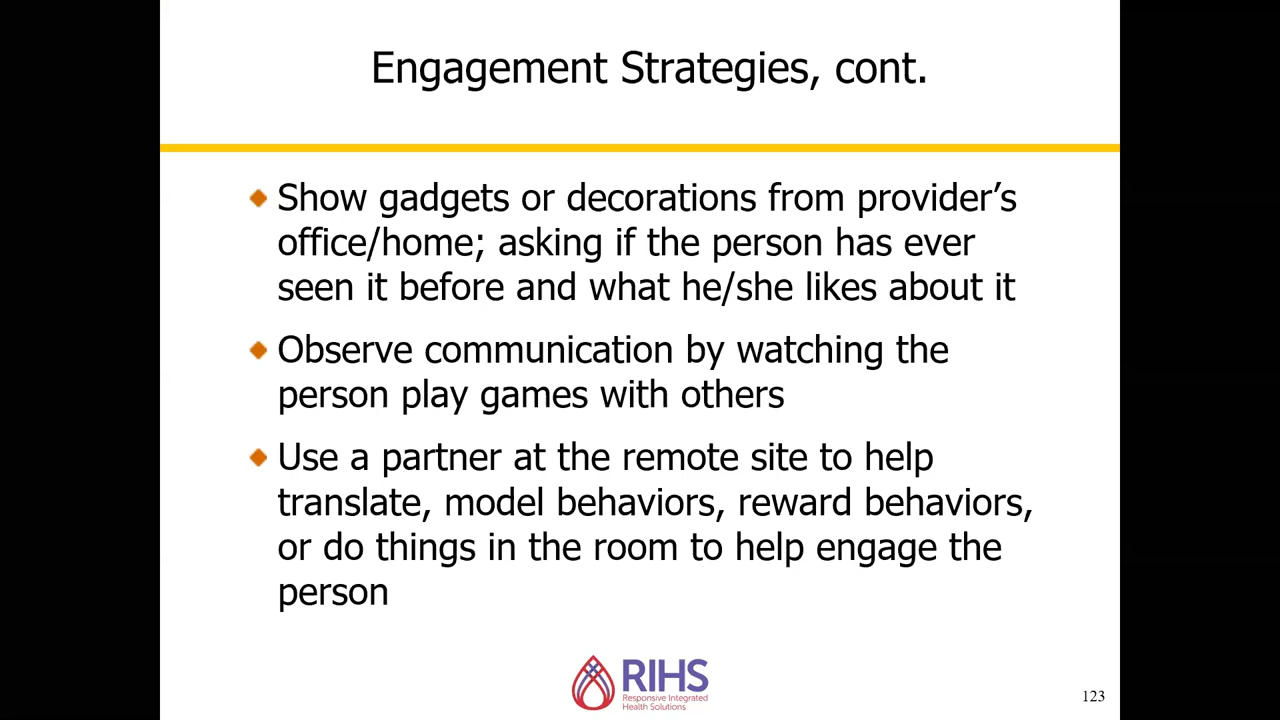 Engagement Strategies, cont.
Show gadgets or decorations from provider’s
office/home; asking if the person has ever
seen it before and what he/she likes about it
Observe communication by watching the
person play games with others
Use a partner at the remote site to help
translate, model behaviors, reward behaviors,
or do things in the room to help engage the
person
RIHS
Responsive Integrated
Health Solutions
123